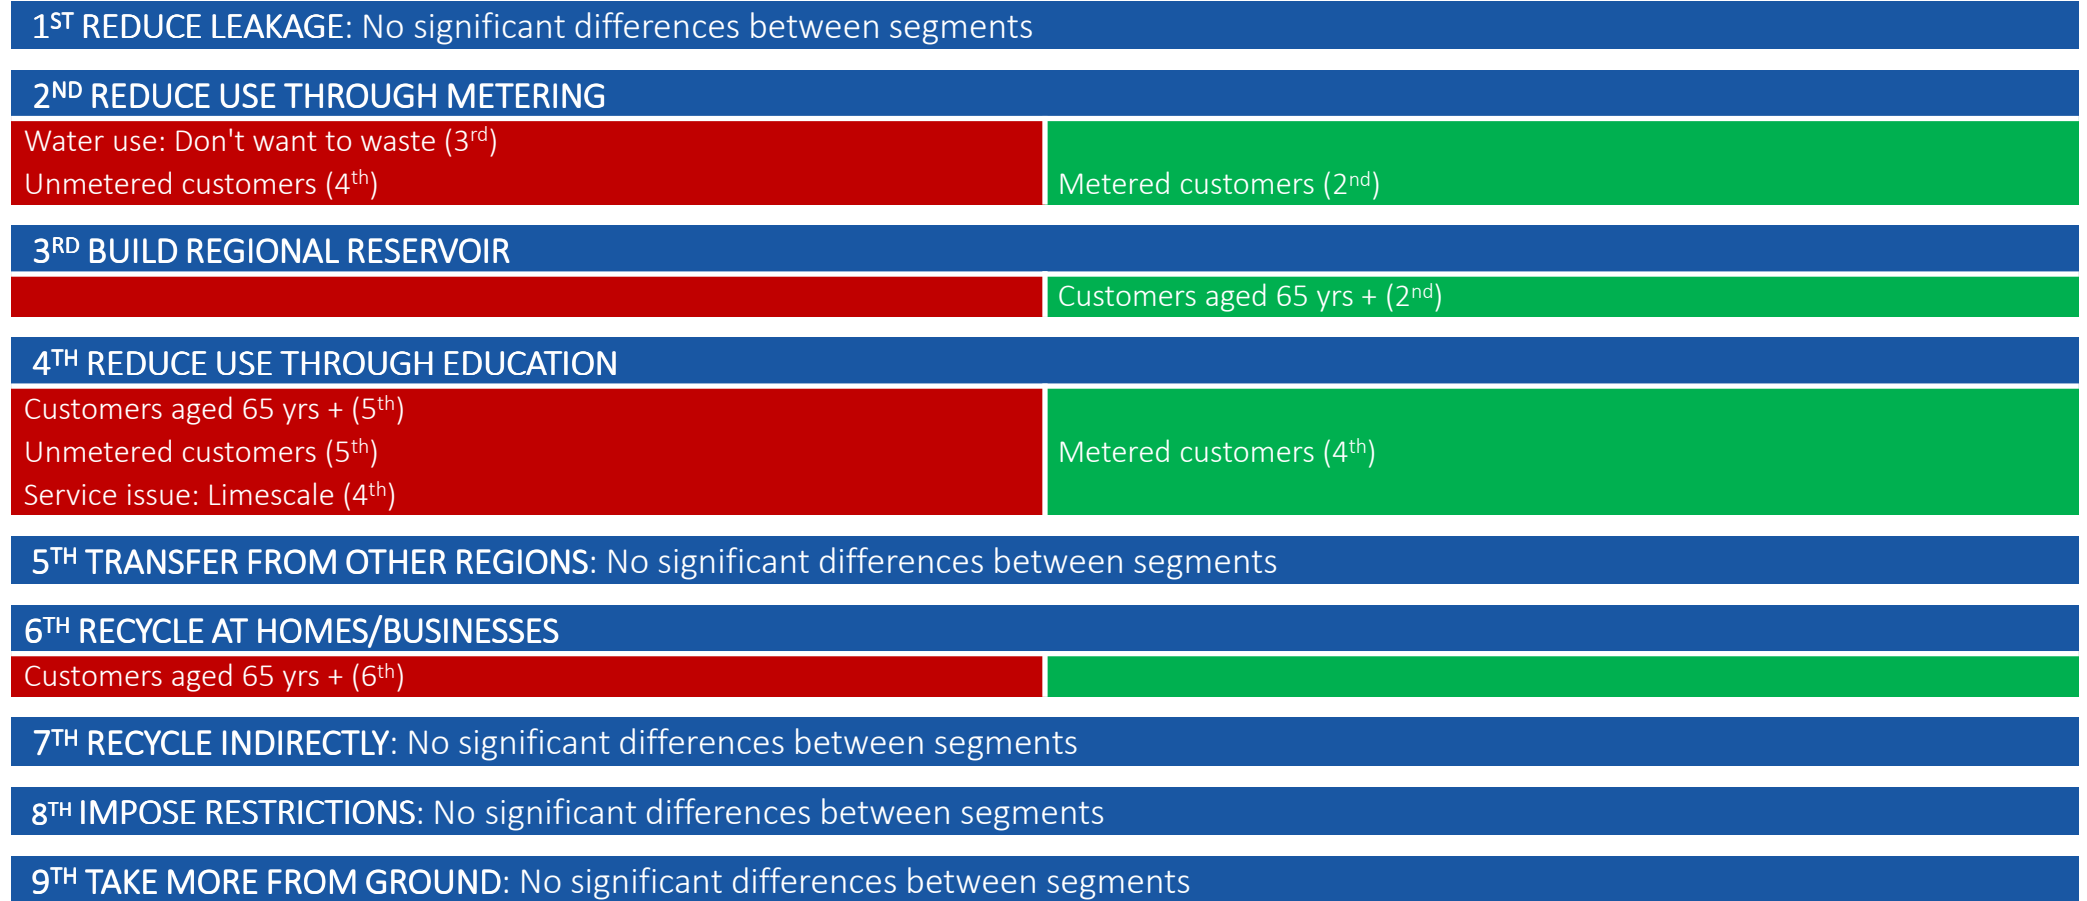 1ST REDUCE LEAKAGE: No significant differences between segments
2ND REDUCE USE THROUGH METERING
Water use: Don't want to waste (3rd)
Unmetered customers (4th)
Metered customers (2nd)
3RD BUILD REGIONAL RESERVOIR
Customers aged 65 yrs + (2nd)
4TH REDUCE USE THROUGH EDUCATION
Customers aged 65 yrs + (5th)
Unmetered customers (5th)
Service issue: Limescale (4th)
Metered customers (4th)
5TH TRANSFER FROM OTHER REGIONS: No significant differences between segments
6TH RECYCLE AT HOMES/BUSINESSES
Customers aged 65 yrs + (6th)
7TH RECYCLE INDIRECTLY: No significant differences between segments
8TH IMPOSE RESTRICTIONS: No significant differences between segments
9TH TAKE MORE FROM GROUND: No significant differences between segments